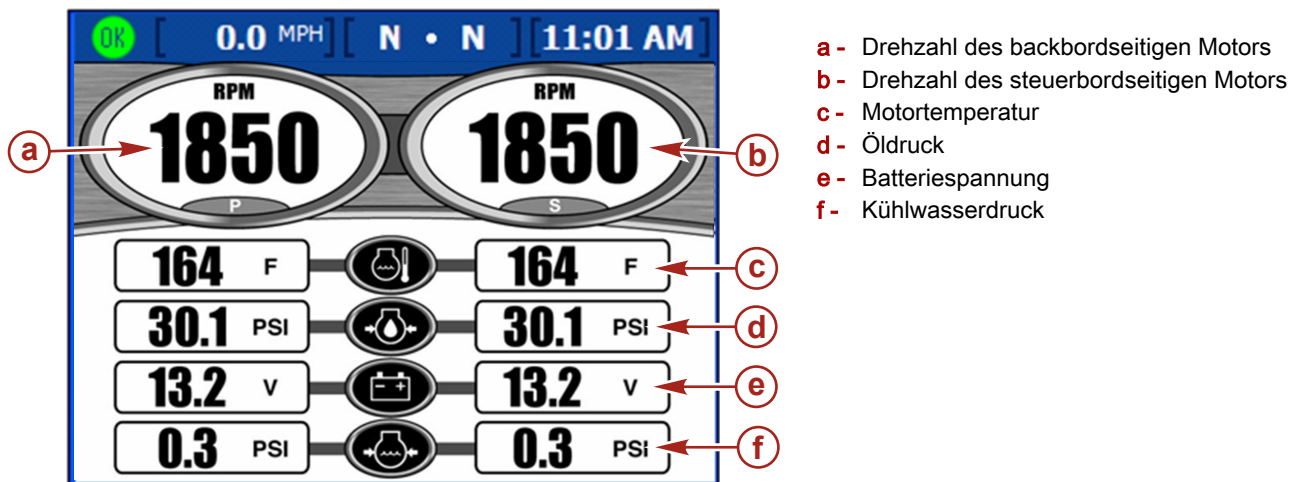 OK [ 0.0 MPH ] [ N • N ] [ 11:01 AM ]
RPM RPM
a 1850 1850 b
P S
164 F 164 F c
30.1 PSI 30.1 PSI d
13.2 V 13.2 V e
0.3 PSI 0.3 PSI f
a - Drehzahl des backbordseitigen Motors
b - Drehzahl des steuerbordseitigen Motors
c - Motortemperatur
d - Öldruck
e - Batteriespannung
f - Kühlwasserdruck